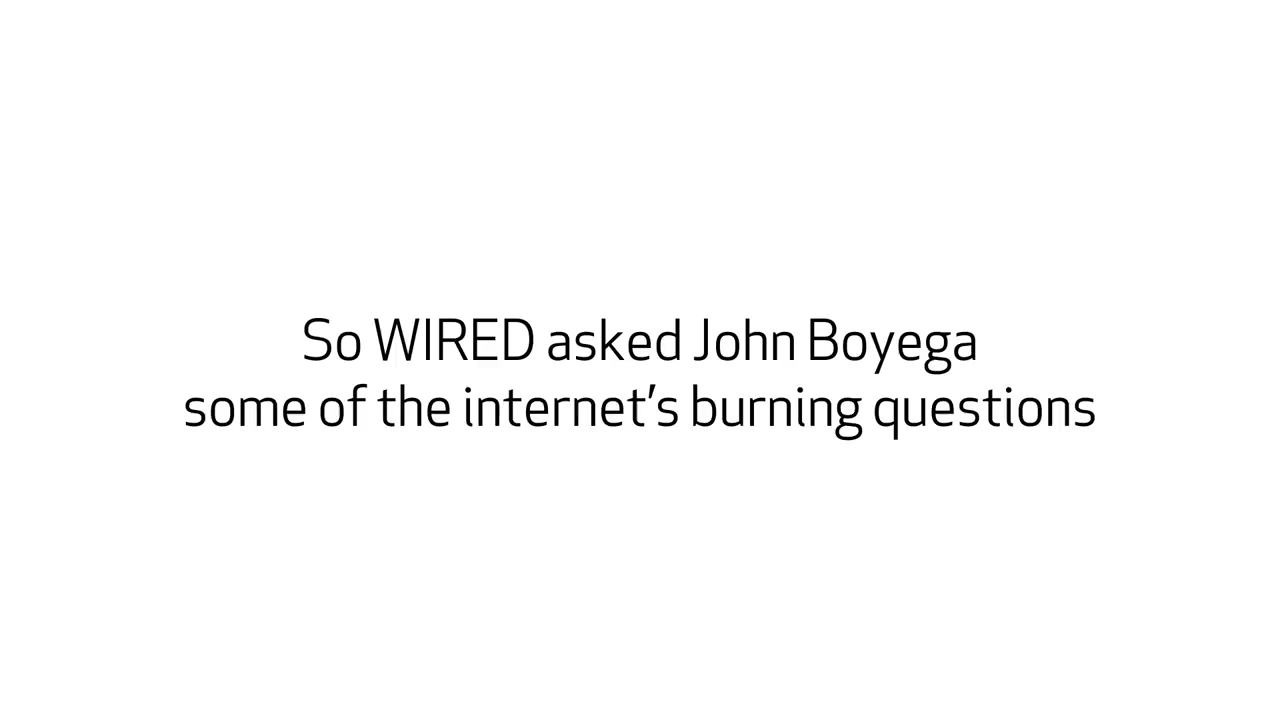 So WIRED asked John Boyega
some of the internet's burning questions